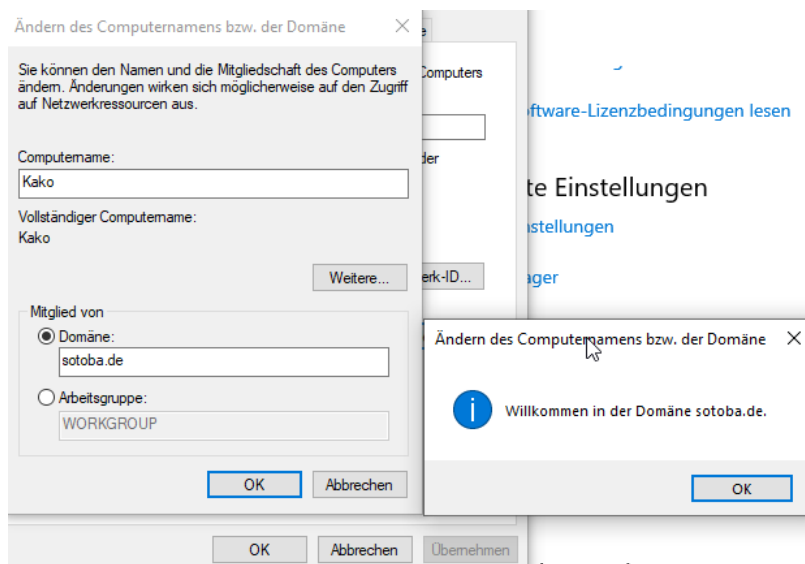 Ändern des Computernamens bzw. der Domäne
Sie können den Namen und die Mitgliedschaft des Computers
ändern. Änderungen wirken sich möglicherweise auf den Zugriff
auf Netzwerkressourcen aus.
Computername:
Kako
Vollständiger Computername:
Kako
Weitere...
Mitglied von
Domäne:
sotoba.de
Arbeitsgruppe:
WORKGROUP
OK Abbrechen
Computers
der
erk-ID...
OK Abbrechen Übernehmen
ftware-Lizenzbedingungen lesen
te Einstellungen
stellungen
ager
Ändern des Computernamens bzw. der Domäne
Willkommen in der Domäne sotoba.de.
OK